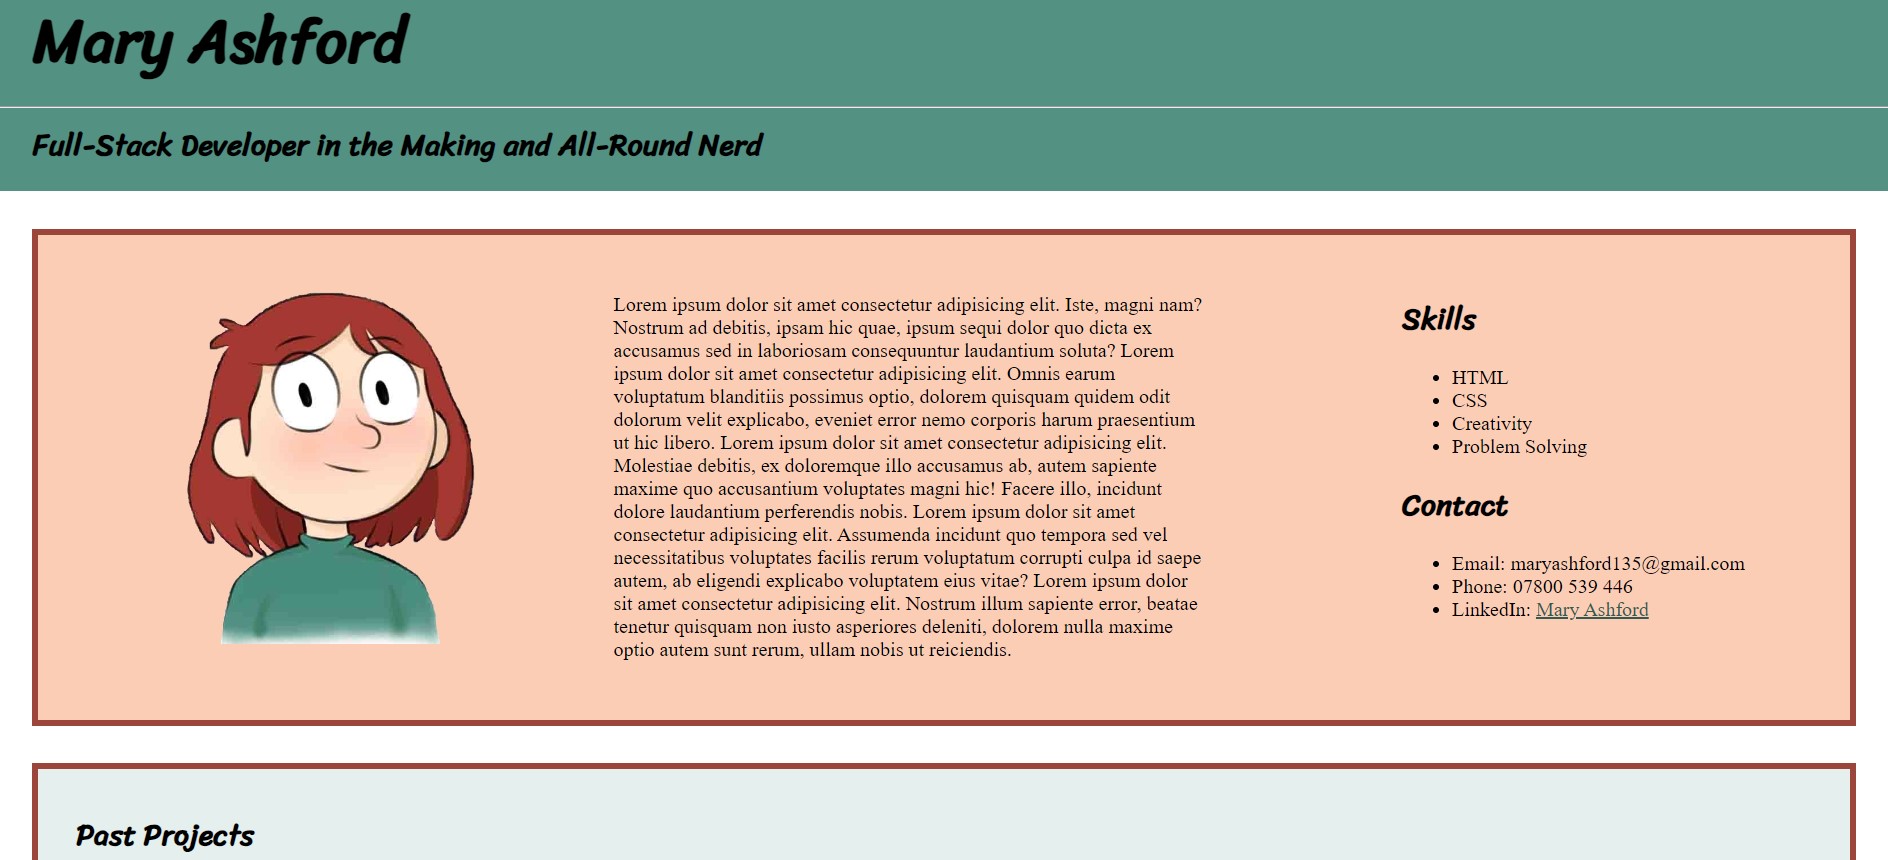 Mary Ashford
Full-Stack Developer in the Making and All-Round Nerd
Lorem ipsum dolor sit amet consectetur adipisicing elit. Iste, magni nam?
Nostrum ad debitis, ipsam hic quae, ipsum sequi dolor quo dicta ex
accusamus sed in laboriosam consequuntur laudantium soluta? Lorem
ipsum dolor sit amet consectetur adipisicing elit. Omnis earum
voluptatum blanditiis possimus optio, dolorem quisquam quidem odit
dolorum velit explicabo, eveniet error nemo corporis harum praesentium
ut hic libero. Lorem ipsum dolor sit amet consectetur adipisicing elit.
Molestiae debitis, ex doloremque illo accusamus ab, autem sapiente
maxime quo accusantium voluptates magni hic! Facere illo, incidunt
dolore laudantium perferendis nobis. Lorem ipsum dolor sit amet
consectetur adipisicing elit. Assumenda incidunt quo tempora sed vel
necessitatibus voluptates facilis rerum voluptatum corrupti culpa id saepe
autem, ab eligendi explicabo voluptatem eius vitae? Lorem ipsum dolor
sit amet consectetur adipisicing elit. Nostrum illum sapiente error, beatae
tenetur quisquam non iusto asperiores deleniti, dolorem nulla maxime
optio autem sunt rerum, ullam nobis ut reiciendis.
Skills
• HTML
• CSS
• Creativity
• Problem Solving
Contact
• Email: maryashford135@gmail.com
• Phone: 07800 539 446
• LinkedIn: Mary Ashford
Past Projects